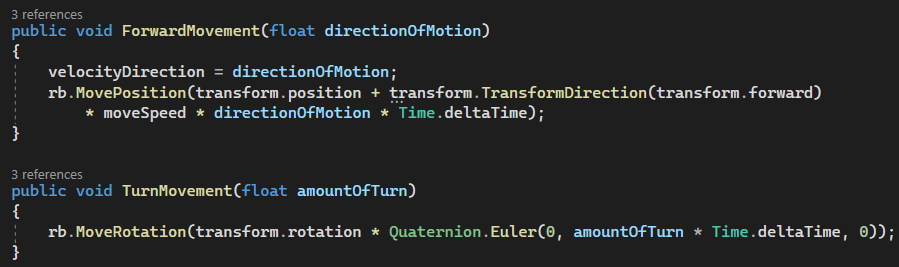 3 references
public void ForwardMovement(float directionOfMotion)
{
velocityDirection = directionOfMotion;
rb.MovePosition(transform.position + transform.TransformDirection(transform.forward)
* moveSpeed * directionOfMotion * Time.deltaTime);
}
3 references
public void TurnMovement(float amountOfTurn)
{
rb.MoveRotation(transform.rotation * Quaternion.Euler(0, amountOfTurn * Time.deltaTime, 0));
}